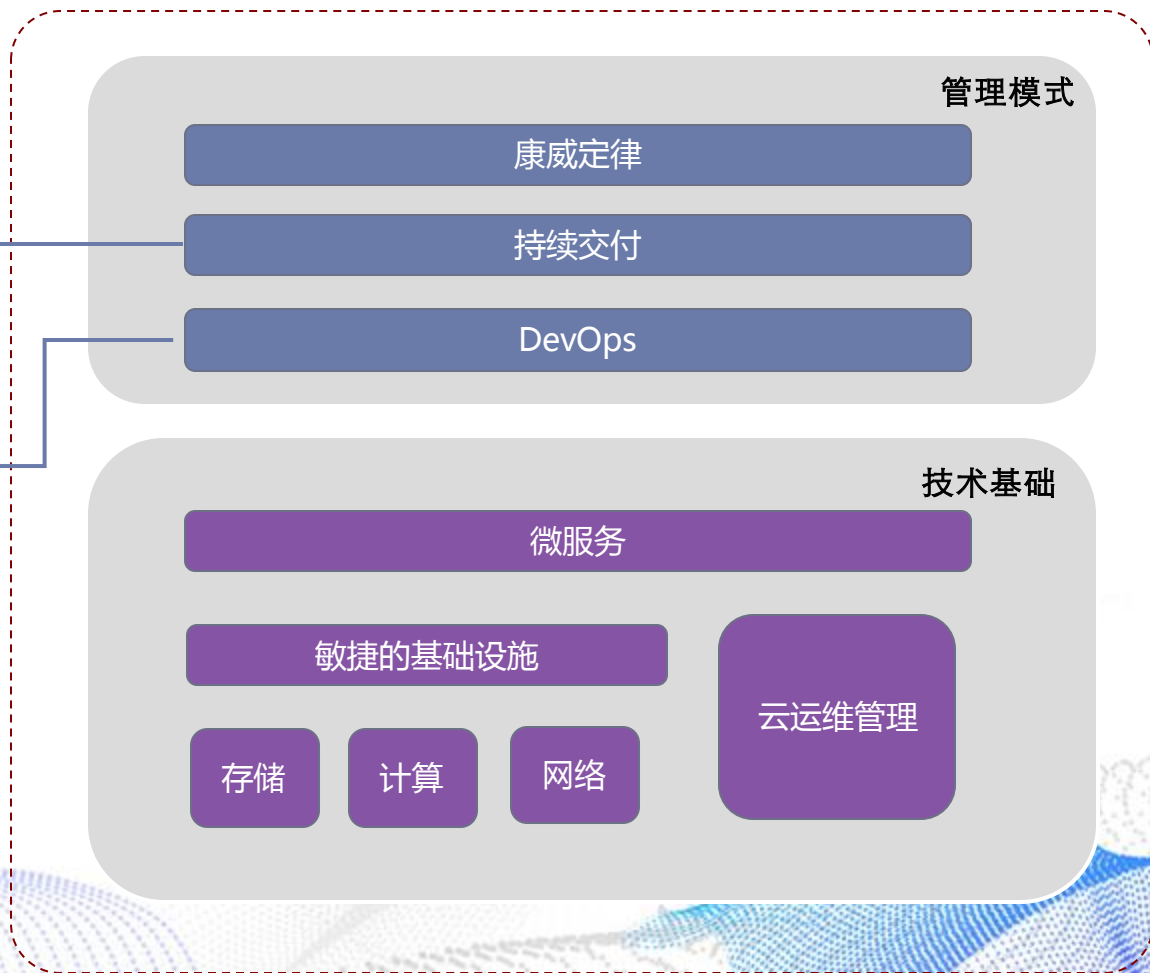 管理模式
康威定律
持续交付
DevOps
技术基础
微服务
敏捷的基础设施
云运维管理
存储
计算
网络